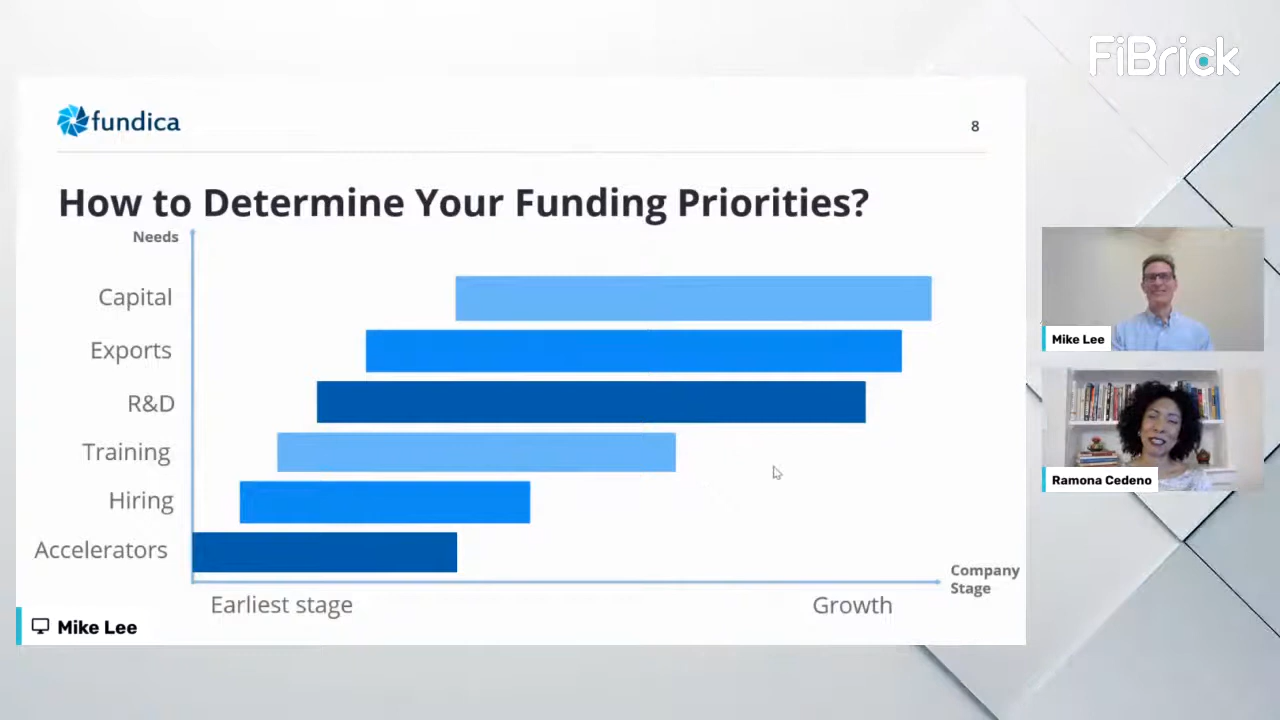 FiBrick
fundica
8
How to Determine Your Funding Priorities?
Needs
Capital
Exports
R&D
Training
Hiring
Accelerators
Company
Stage
Earliest stage
Growth
Mike Lee
Mike Lee
Ramona Cedeno